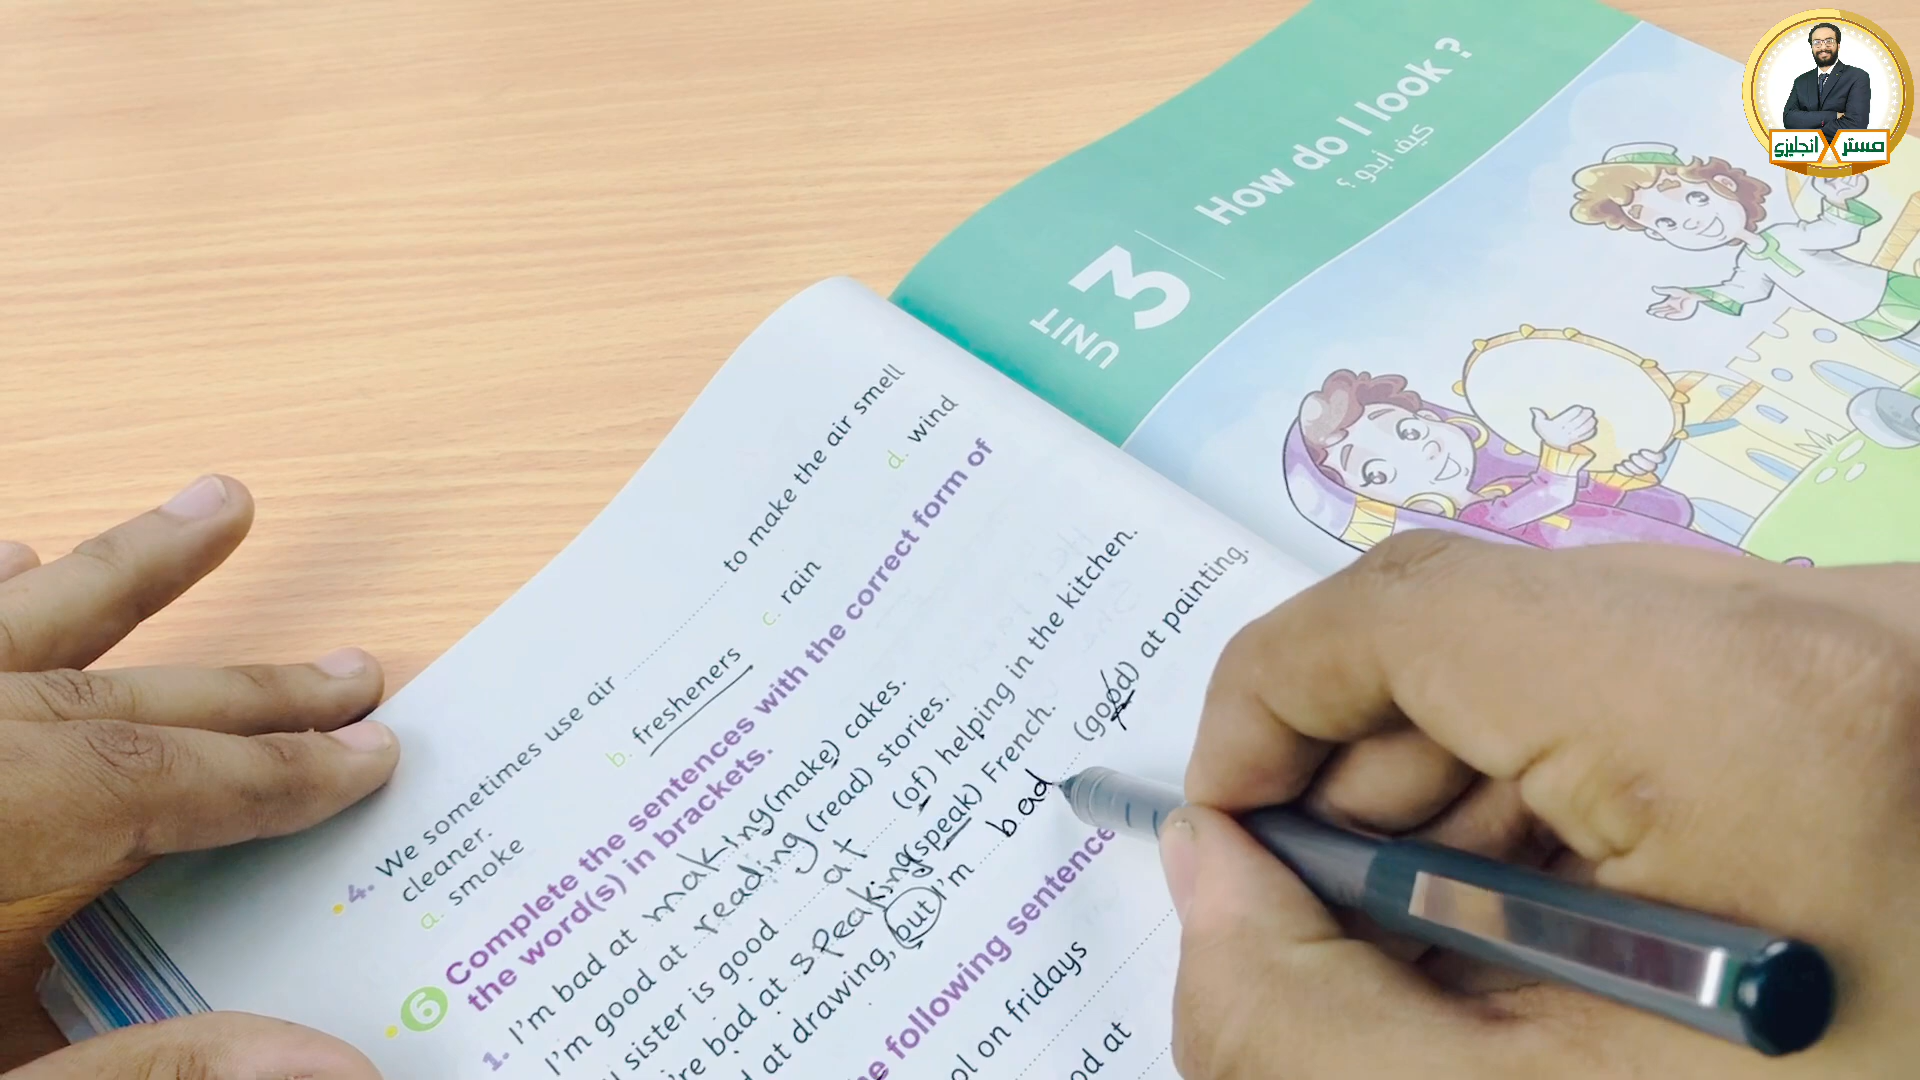 مستر X انجليزي
UNIT 3
How do I look ?
كيف أبدو ؟
4. We sometimes use air ........ to make the air smell
cleaner.
a. smoke b. fresheners c. rain d. wind
6 Complete the sentences with the correct form of
the word(s) in brackets.
1. I'm bad at making (make) cakes.
I'm good at reading (read) stories.
sister is good at (of) helping in the kitchen.
're bad at speaking (speak) French.
at drawing, but I'm bad (good) at painting.
following sentence
on fridays
at